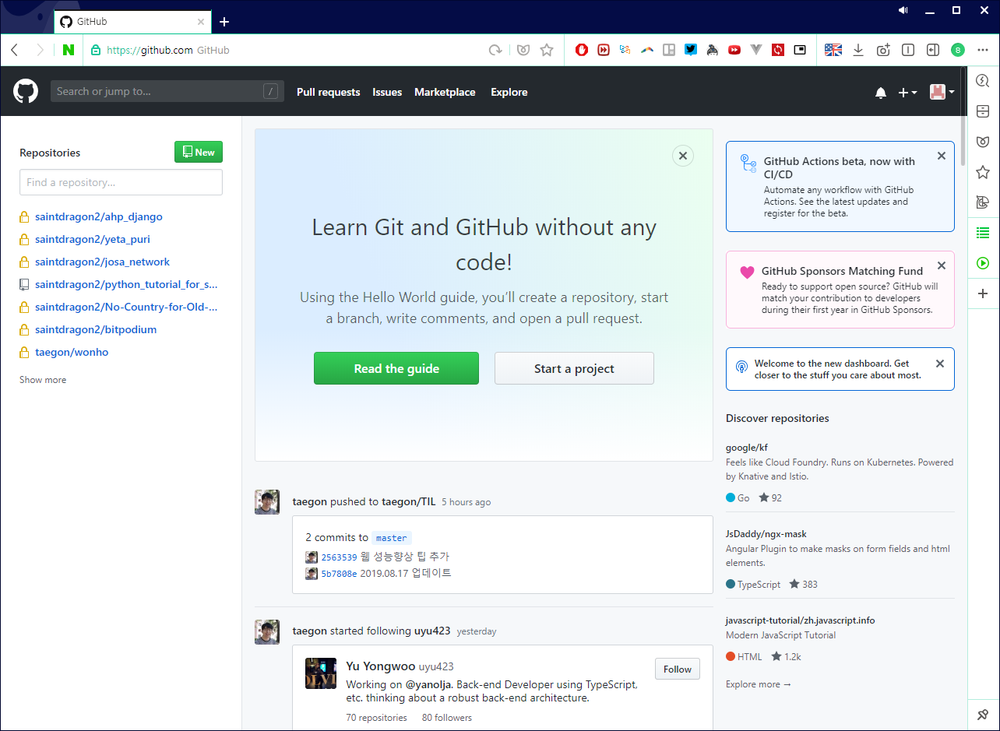 GitHub
https://github.com GitHub
8
Search or jump to...
/
Pull requests
Issues
Marketplace
Explore
Repositories
New
Find a repository...
saintdragon2/ahp_django
saintdragon2/yeta_puri
saintdragon2/josa_network
saintdragon2/python_tutorial_for_s...
saintdragon2/No-Country-for-Old-...
saintdragon2/bitpodium
taegon/wonho
Show more
Learn Git and GitHub without any
code!
Using the Hello World guide, you’ll create a repository, start
a branch, write comments, and open a pull request.
Read the guide
Start a project
taegon pushed to taegon/TIL 5 hours ago
2 commits to master
2563539 웹 성능향상 팁 추가
5b7808e 2019.08.17 업데이트
taegon started following uyu423 yesterday
Yu Yongwoo uyu423
Follow
Working on @yanolja. Back-end Developer using TypeScript,
etc. thinking about a robust back-end architecture.
70 repositories 80 followers
GitHub Actions beta, now with
CI/CD
Automate any workflow with GitHub
Actions. See the latest updates and
register for the beta.
GitHub Sponsors Matching Fund
Ready to support open source? GitHub will
match your contribution to developers
during their first year in GitHub Sponsors.
Welcome to the new dashboard. Get
closer to the stuff you care about most.
Discover repositories
google/kf
Feels like Cloud Foundry. Runs on Kubernetes. Powered
by Knative and Istio.
Go 92
JsDaddy/ngx-mask
Angular Plugin to make masks on form fields and html
elements.
TypeScript 383
javascript-tutorial/zh.javascript.info
Modern JavaScript Tutorial
HTML 1.2k
Explore more →